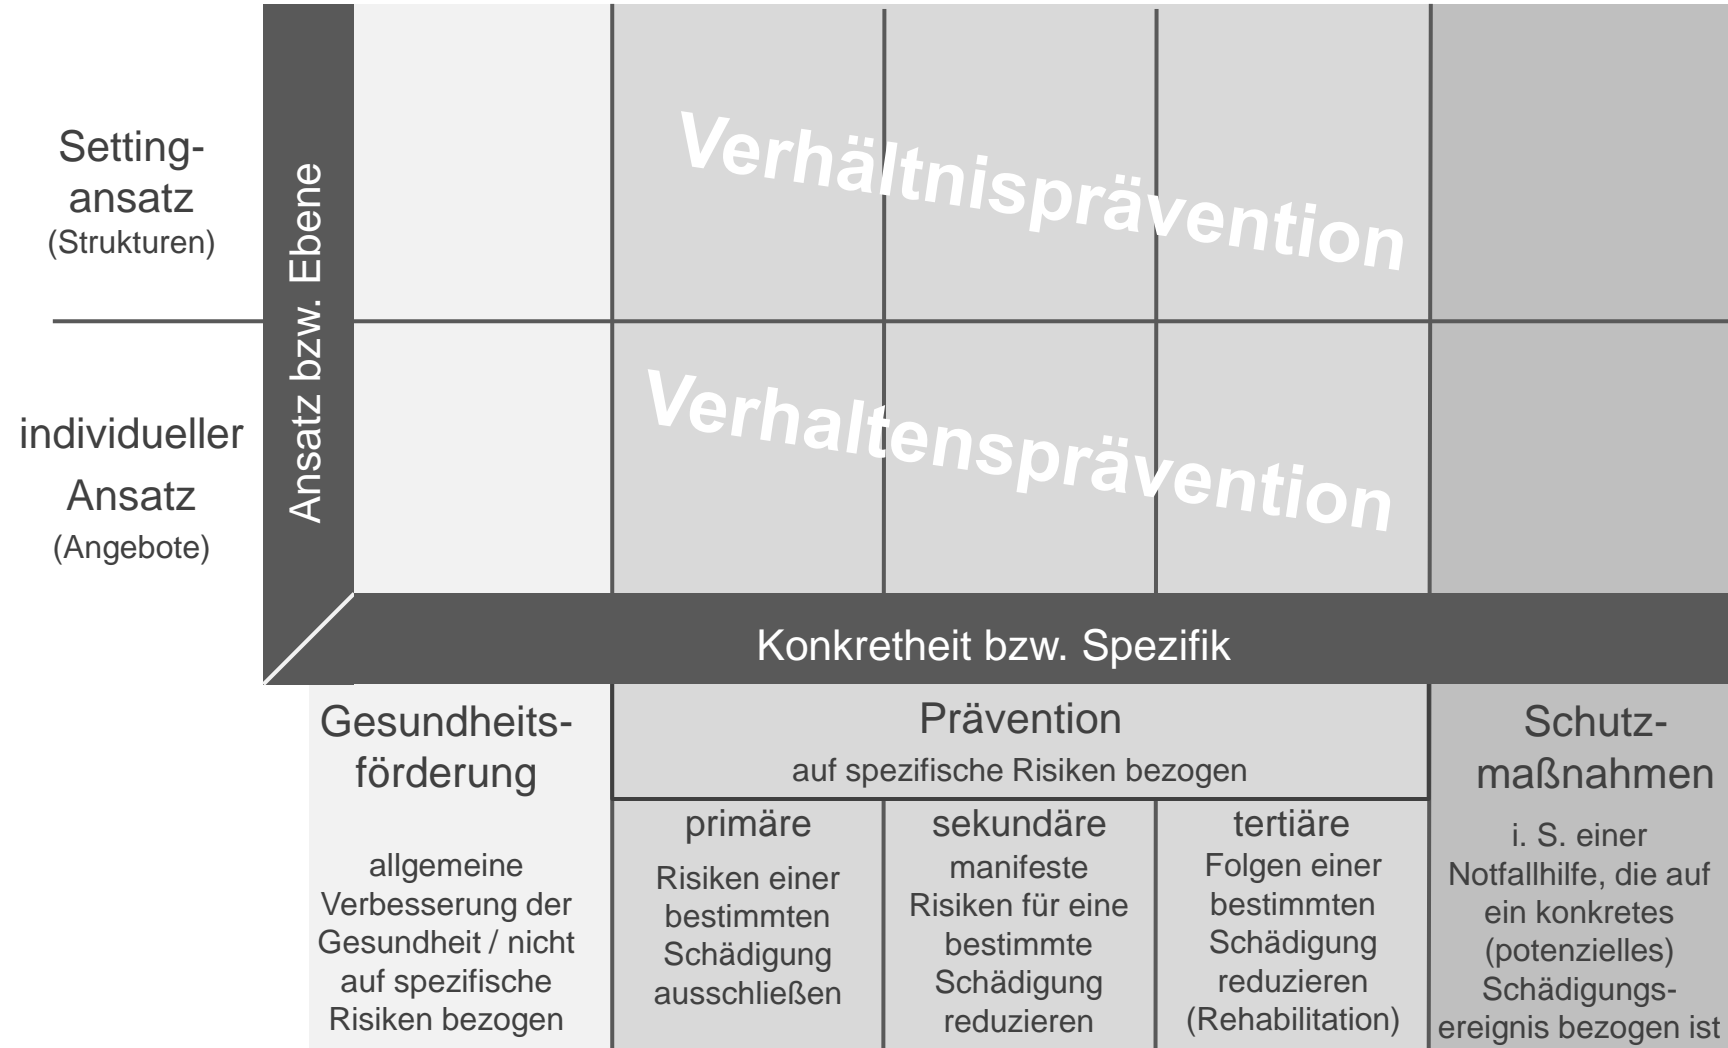 Setting-
ansatz
(Strukturen)
individueller
Ansatz
(Angebote)
Ansatz bzw. Ebene
Verhältnisprävention
Verhaltensprävention
Konkretheit bzw. Spezifik
Gesundheits-
förderung
allgemeine
Verbesserung der
Gesundheit / nicht
auf spezifische
Risiken bezogen
Prävention
auf spezifische Risiken bezogen
primäre
Risiken einer
bestimmten
Schädigung
ausschließen
sekundäre
manifeste
Risiken für eine
bestimmte
Schädigung
reduzieren
tertiäre
Folgen einer
bestimmten
Schädigung
reduzieren
(Rehabilitation)
Schutz-
maßnahmen
i. S. einer
Notfallhilfe, die auf
ein konkretes
(potenzielles)
Schädigungs-
ereignis bezogen ist